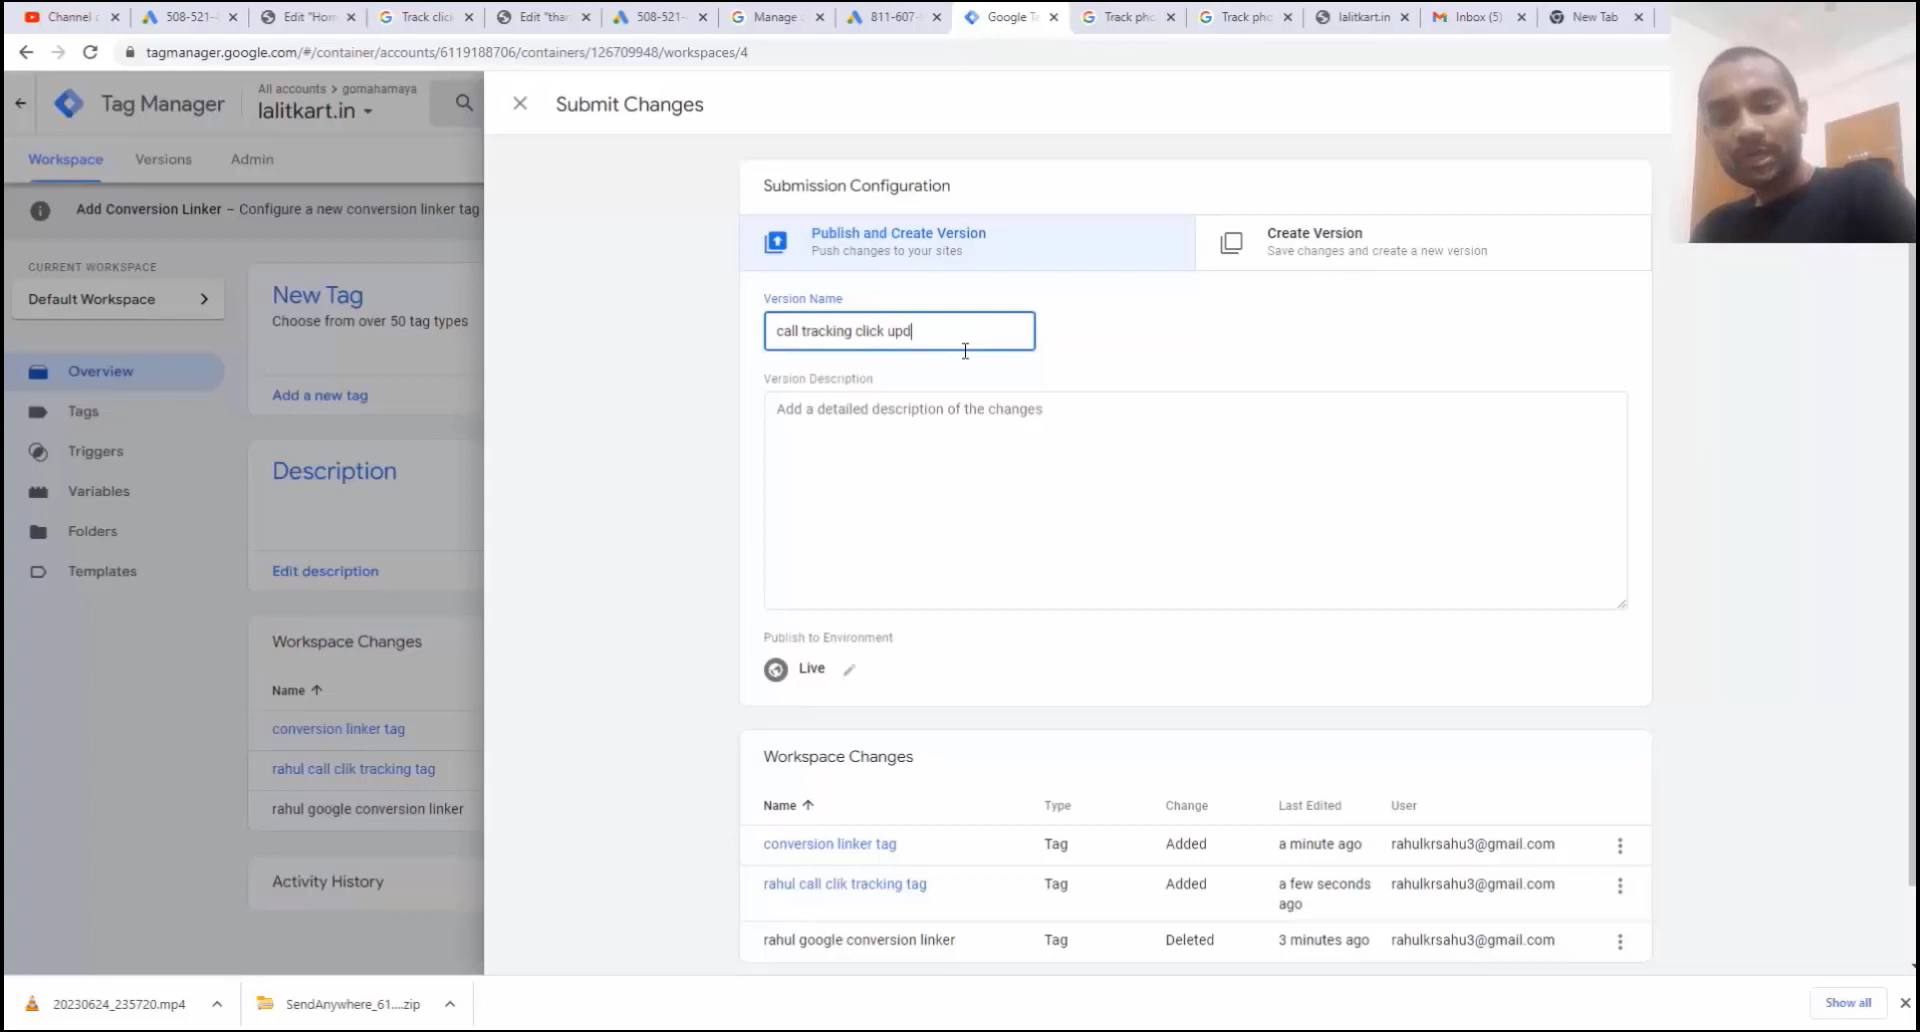 Channel
508-521-
Edit "Hom
Track clic
Edit "than
508-521-
Manage
811-607-
Google T
Track pho
Track pho
lalitkart.in
Inbox (5)
New Tab
tagmanager.google.com/#/container/accounts/6119188706/containers/126709948/workspaces/4
Tag Manager
All accounts > gomahamaya
lalitkart.in
Submit Changes
Workspace
Versions
Admin
Add Conversion Linker – Configure a new conversion linker tag
CURRENT WORKSPACE
Default Workspace
Overview
Tags
Triggers
Variables
Folders
Templates
New Tag
Choose from over 50 tag types
Add a new tag
Description
Edit description
Workspace Changes
Name
conversion linker tag
rahul call clik tracking tag
rahul google conversion linker
Activity History
Submission Configuration
Publish and Create Version
Push changes to your sites
Create Version
Save changes and create a new version
Version Name
call tracking click upd
Version Description
Add a detailed description of the changes
Publish to Environment
Live
Workspace Changes
Name Type Change Last Edited User
conversion linker tag Tag Added a minute ago rahulkrsahu3@gmail.com
rahul call clik tracking tag Tag Added a few seconds ago rahulkrsahu3@gmail.com
rahul google conversion linker Tag Deleted 3 minutes ago rahulkrsahu3@gmail.com
20230624_235720.mp4
SendAnywhere_61....zip
Show all